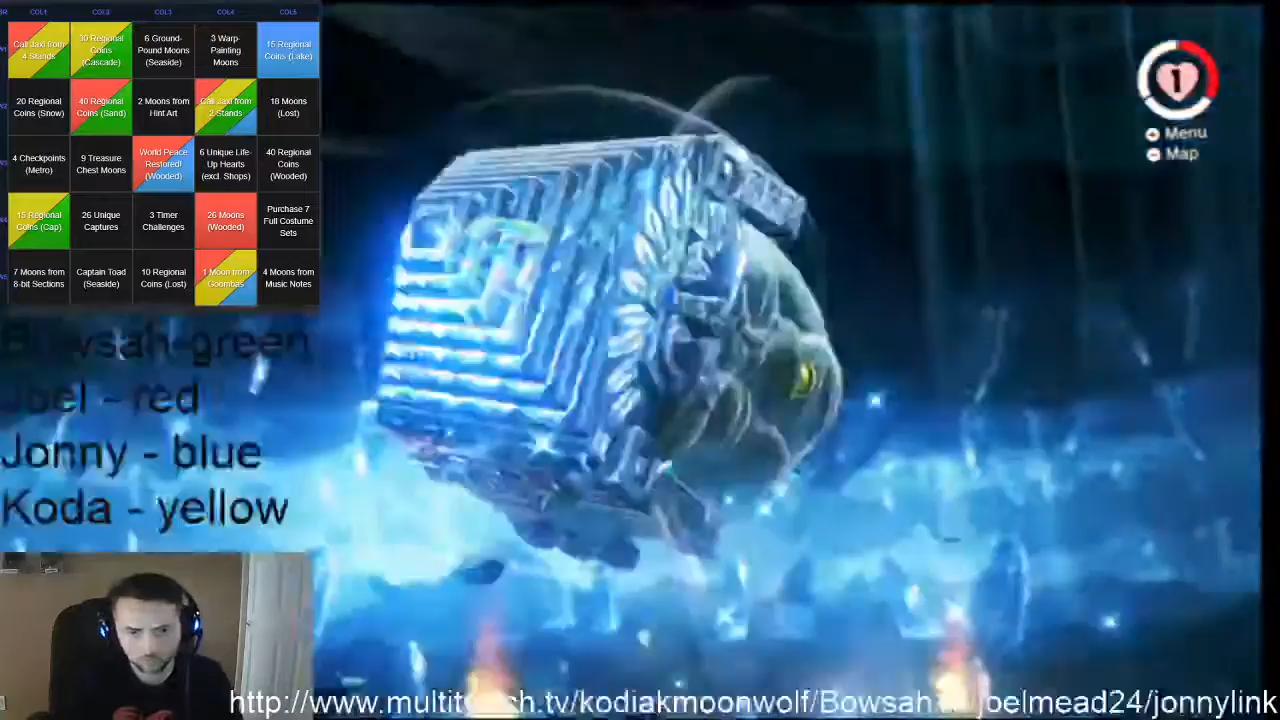 COL1 COL2 COL3 COL4 COL5
Call Jaxi from 4 Stands
30 Regional Coins (Cascade)
6 Ground-Pound Moons (Seaside)
3 Warp-Painting Moons
15 Regional Coins (Lake)
20 Regional Coins (Snow)
40 Regional Coins (Sand)
2 Moons from Hint Art
Call Jaxi from 2 Stands
18 Moons (Lost)
4 Checkpoints (Metro)
9 Treasure Chest Moons
World Peace Restored! (Wooded)
6 Unique Life-Up Hearts (excl. Shops)
40 Regional Coins (Wooded)
15 Regional Coins (Cap)
26 Unique Captures
3 Timer Challenges
26 Moons (Wooded)
Purchase 7 Full Costume Sets
7 Moons from 8-bit Sections
Captain Toad (Seaside)
10 Regional Coins (Lost)
1 Moon from Goombas
4 Moons from Music Notes
1
Menu
Map
Bowsah-green
Joel - red
Jonny - blue
Koda - yellow